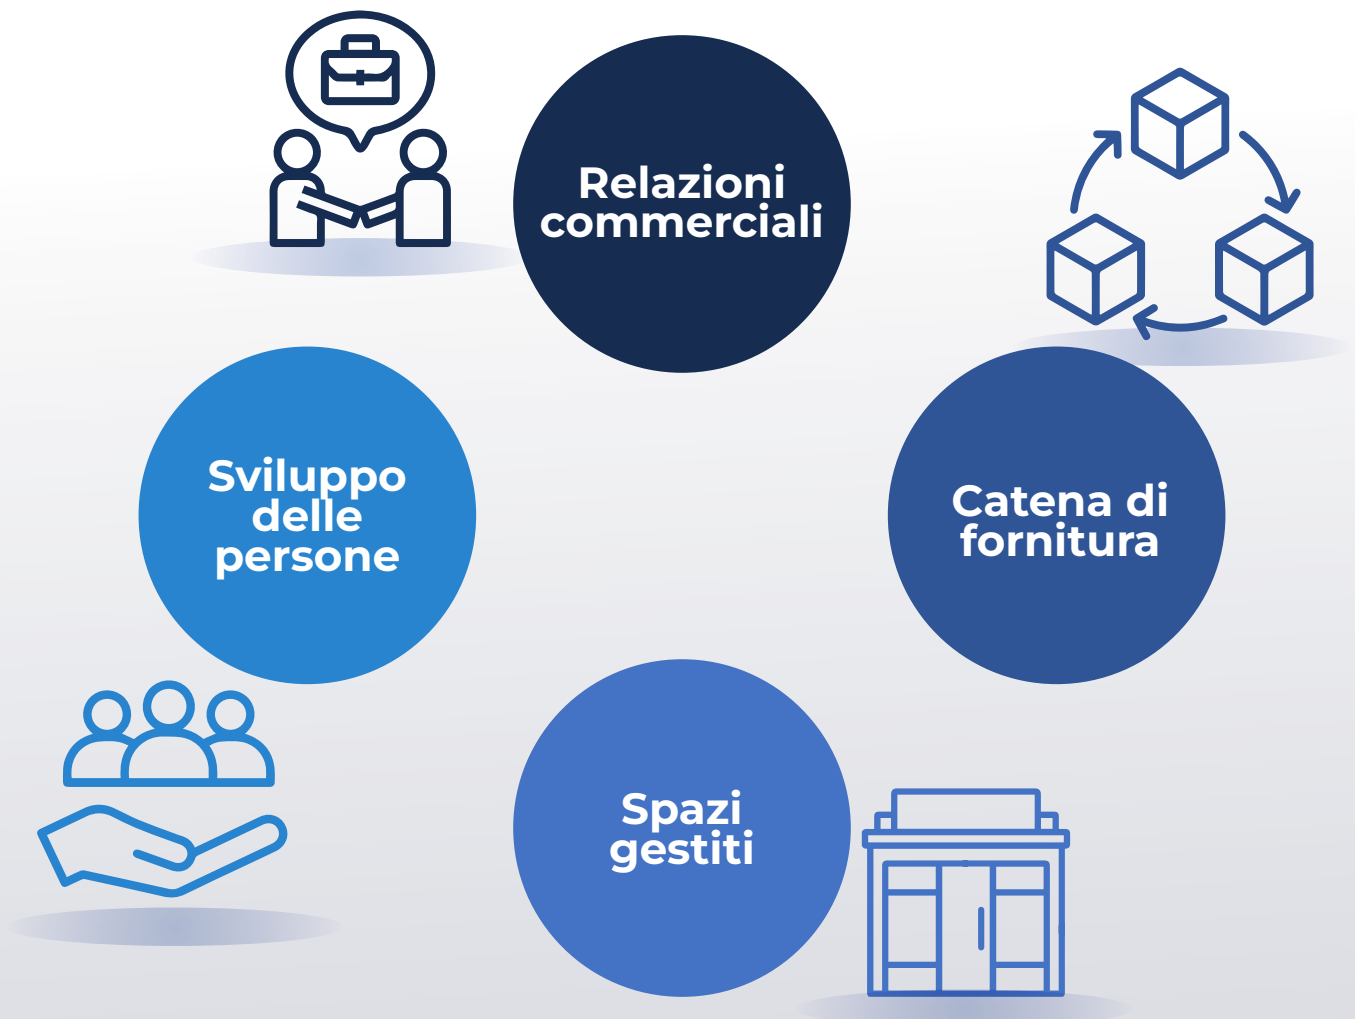 Relazioni
commerciali
Sviluppo
delle
persone
Catena di
fornitura
Spazi
gestiti